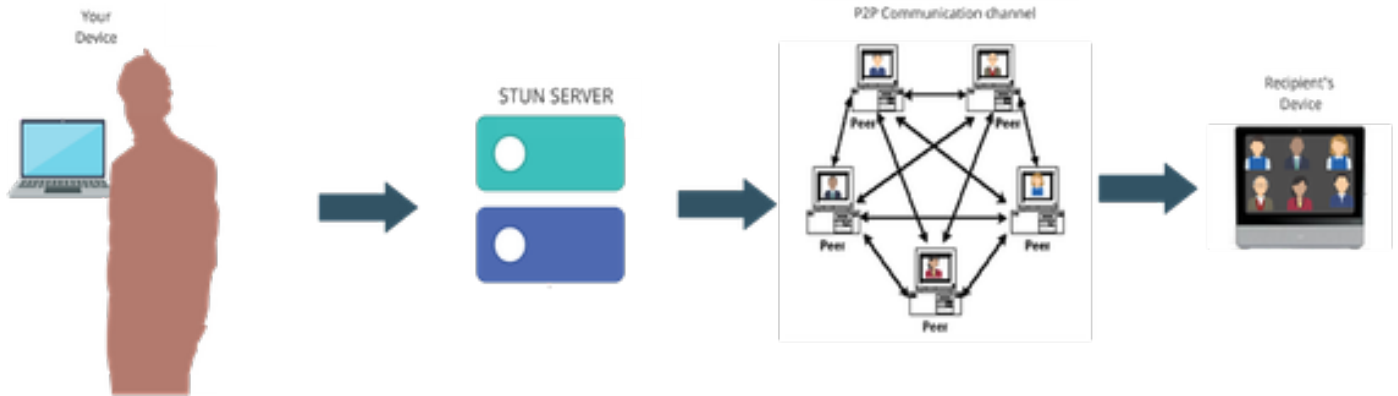 Your
Device
STUN SERVER
P2P Communication channel
Peer
Peer
Peer
Peer
Peer
Recipient's
Device